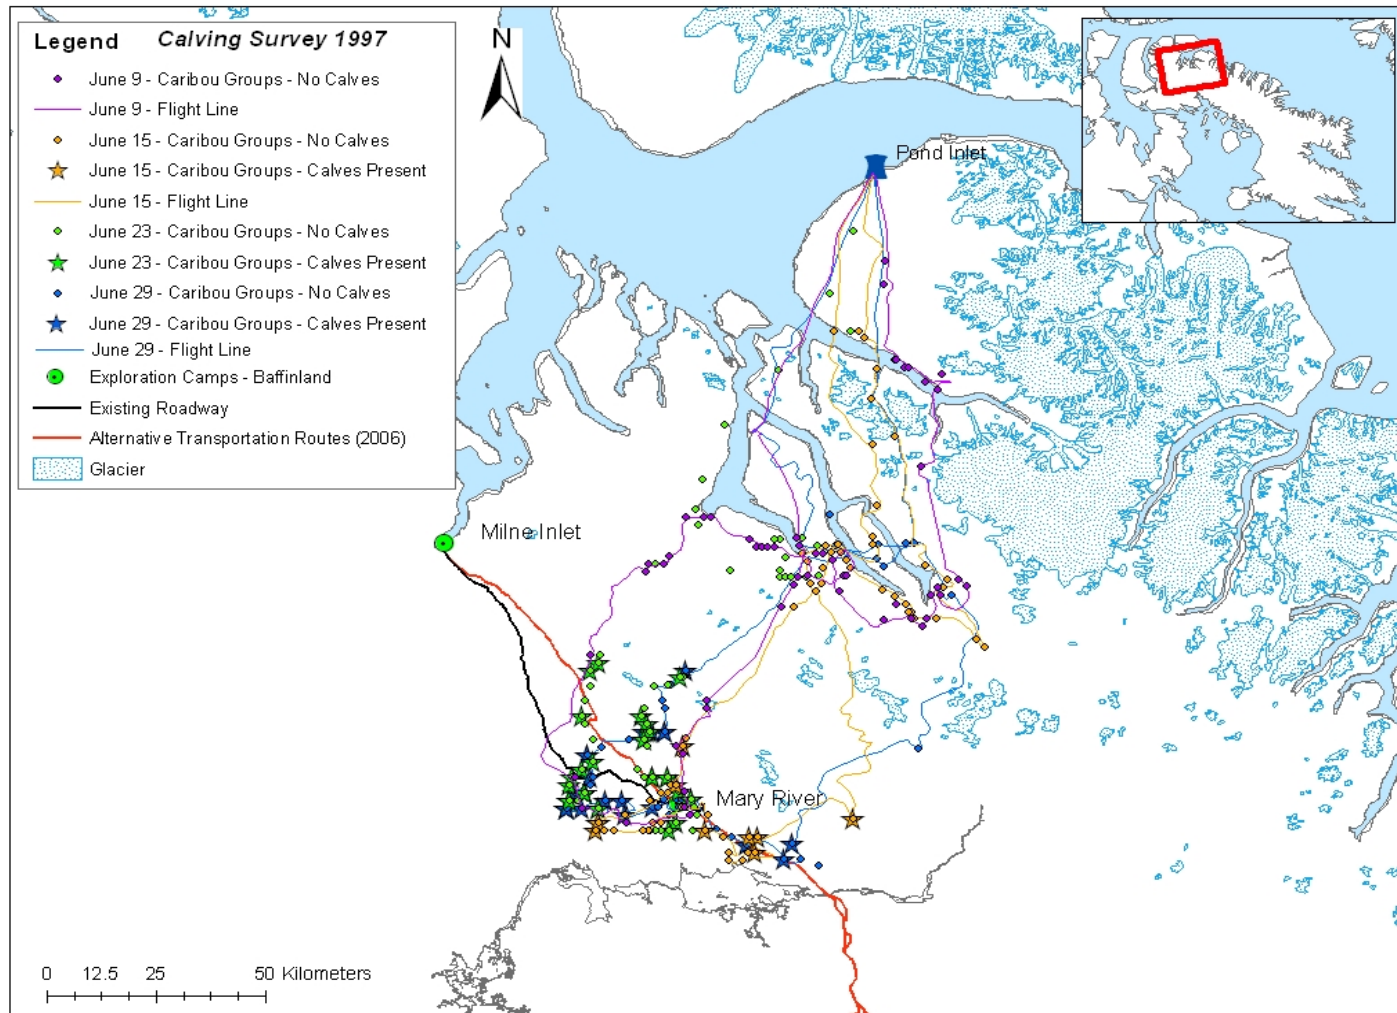 Legend Calving Survey 1997
June 9 - Caribou Groups - No Calves
June 9 - Flight Line
June 15 - Caribou Groups - No Calves
June 15 - Caribou Groups - Calves Present
June 15 - Flight Line
June 23 - Caribou Groups - No Calves
June 23 - Caribou Groups - Calves Present
June 29 - Caribou Groups - No Calves
June 29 - Caribou Groups - Calves Present
June 29 - Flight Line
Exploration Camps - Baffinland
Existing Roadway
Alternative Transportation Routes (2006)
Glacier
N
Pond Inlet
Milne Inlet
Mary River
0 12.5 25 50 Kilometers